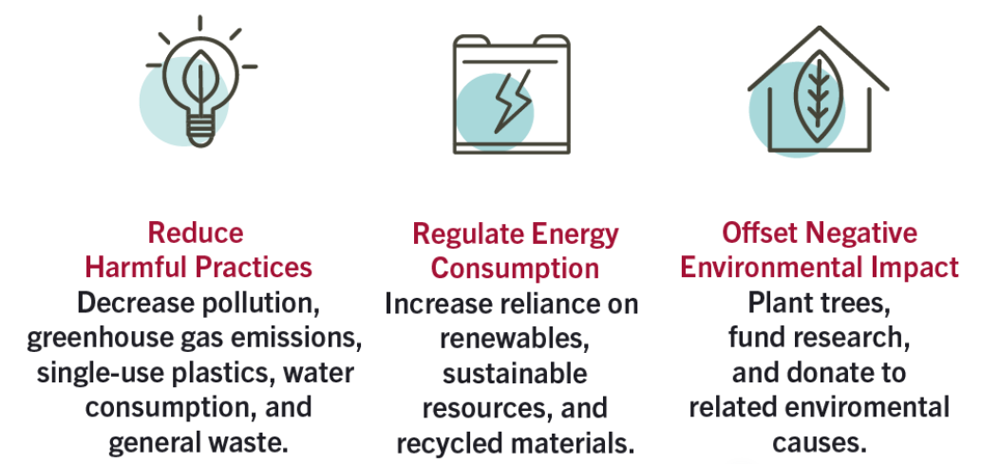 Reduce
Harmful Practices
Decrease pollution,
greenhouse gas emissions,
single-use plastics, water
consumption, and
general waste.
Regulate Energy
Consumption
Increase reliance on
renewables,
sustainable
resources, and
recycled materials.
Offset Negative
Environmental Impact
Plant trees,
fund research,
and donate to
related enviromental
causes.